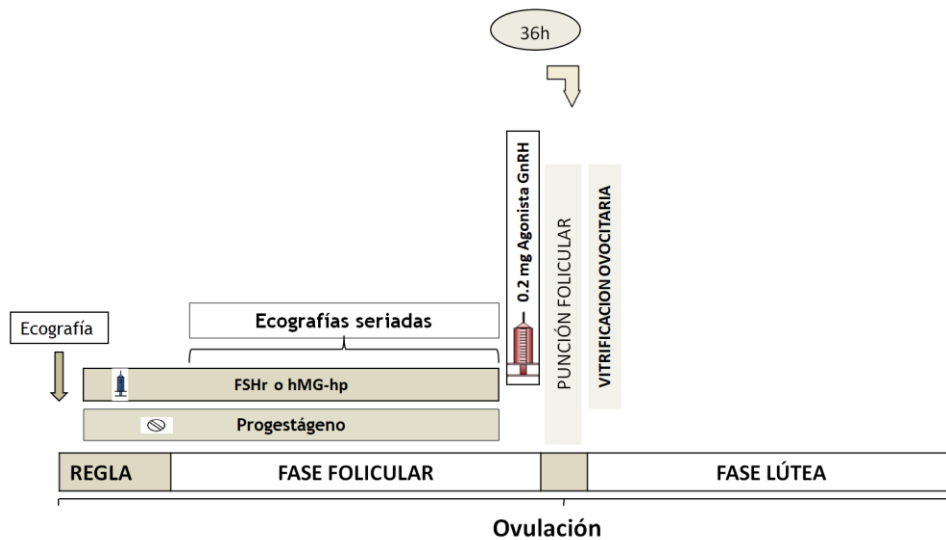 36h
0.2 mg Agonista GnRH
PUNCIÓN FOLICULAR
VITRIFICACION OVOCITARIA
Ecografías seriadas
Ecografía
FSHr o hMG-hp
Progestágeno
REGLA
FASE FOLICULAR
FASE LÚTEA
Ovulación